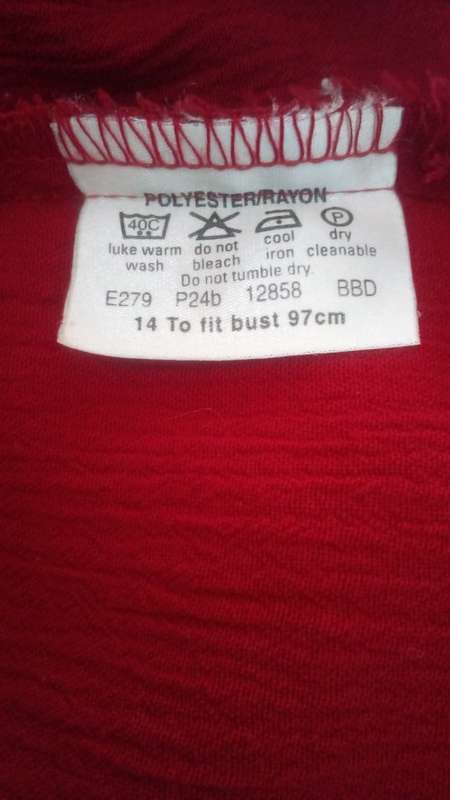 POLYESTER/RAYON
40C P
luke warm do not cool dry
wash bleach iron cleanable
Do not tumble dry
E279 P24b 12858 BBD
14 To fit bust 97cm